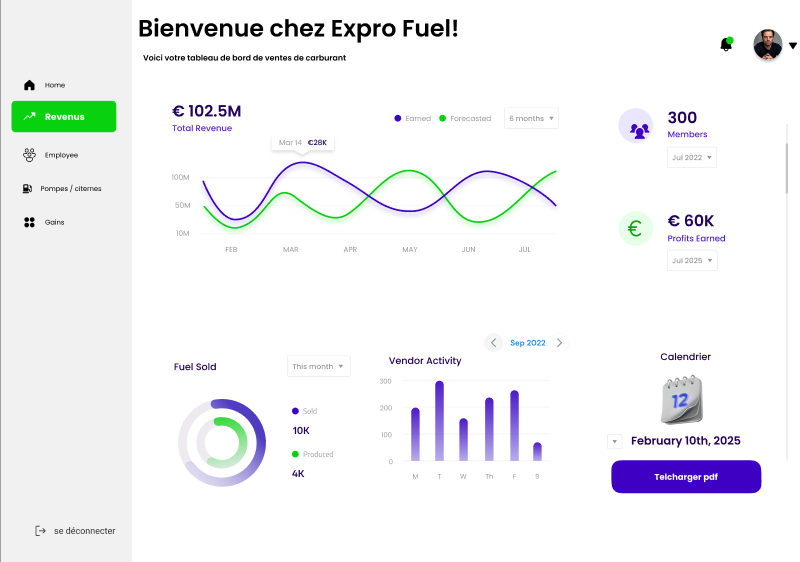 Bienvenue chez Expro Fuel!
Voici votre tableau de bord de ventes de carburant
Home
Revenus
Employee
Pompes / citernes
Gains
se déconnecter
€ 102.5M
Total Revenue
Earned
Forecasted
6 months
Mar 14 €28K
100M
50M
10M
FEB MAR APR MAY JUN JUL
300
Members
Jul 2022
€
€ 60K
Profits Earned
Jul 2025
Fuel Sold
This month
Sold
10K
Produced
4K
Sep 2022
Vendor Activity
300
200
100
0
M T W Th F S
Calendrier
12
February 10th, 2025
Telcharger pdf